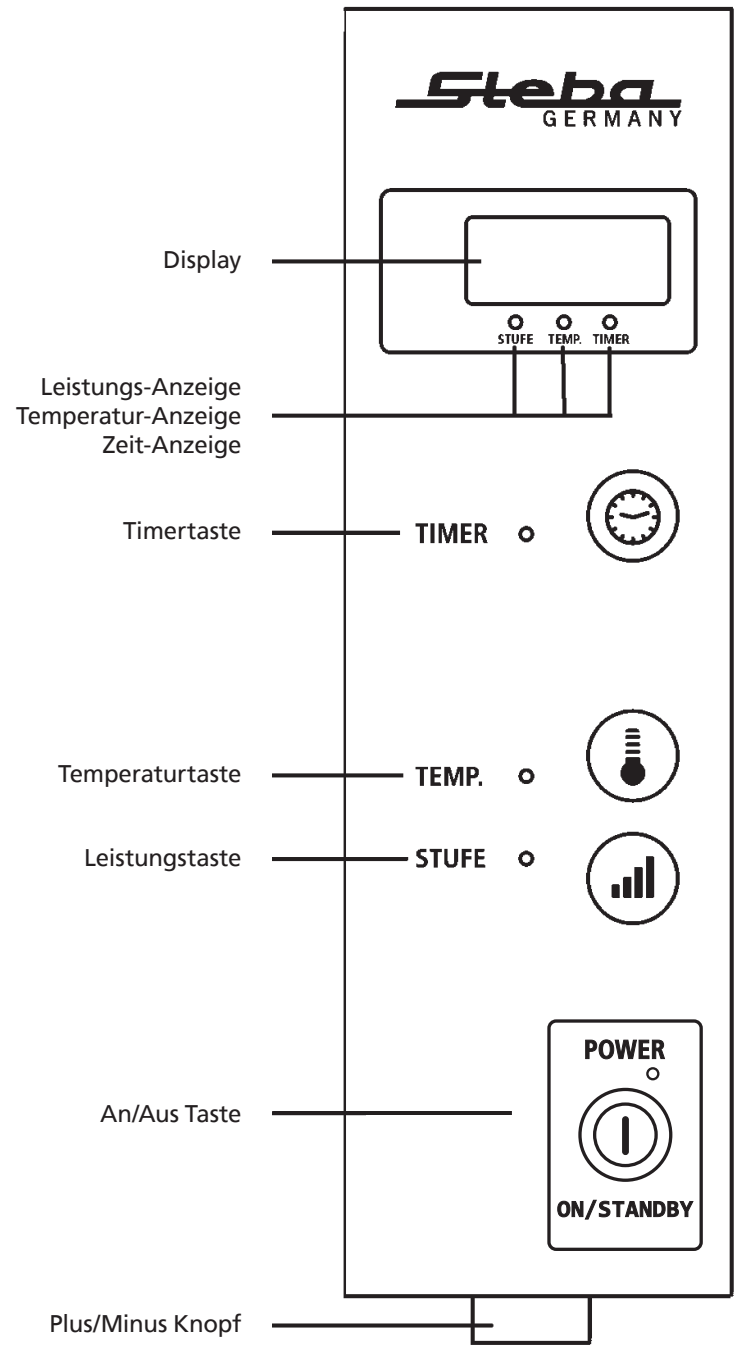 Steba
GERMANY
Display
STUFE TEMP. TIMER
Leistungs-Anzeige
Temperatur-Anzeige
Zeit-Anzeige
Timertaste
TIMER
Temperaturtaste
TEMP.
Leistungstaste
STUFE
POWER
An/Aus Taste
ON/STANDBY
Plus/Minus Knopf